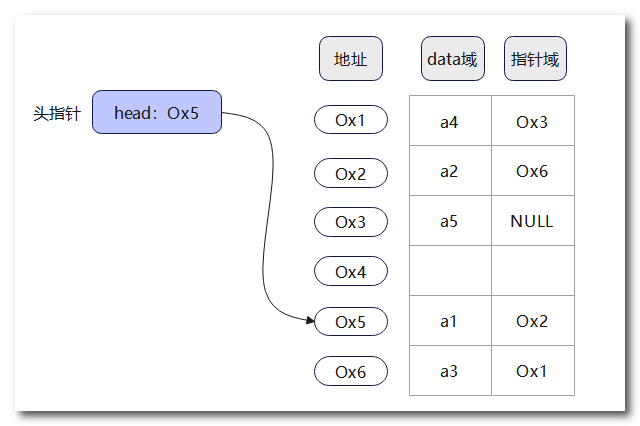 地址 data域 指针域
头指针 head：Ox5
Ox1 a4 Ox3
Ox2 a2 Ox6
Ox3 a5 NULL
Ox4
Ox5 a1 Ox2
Ox6 a3 Ox1